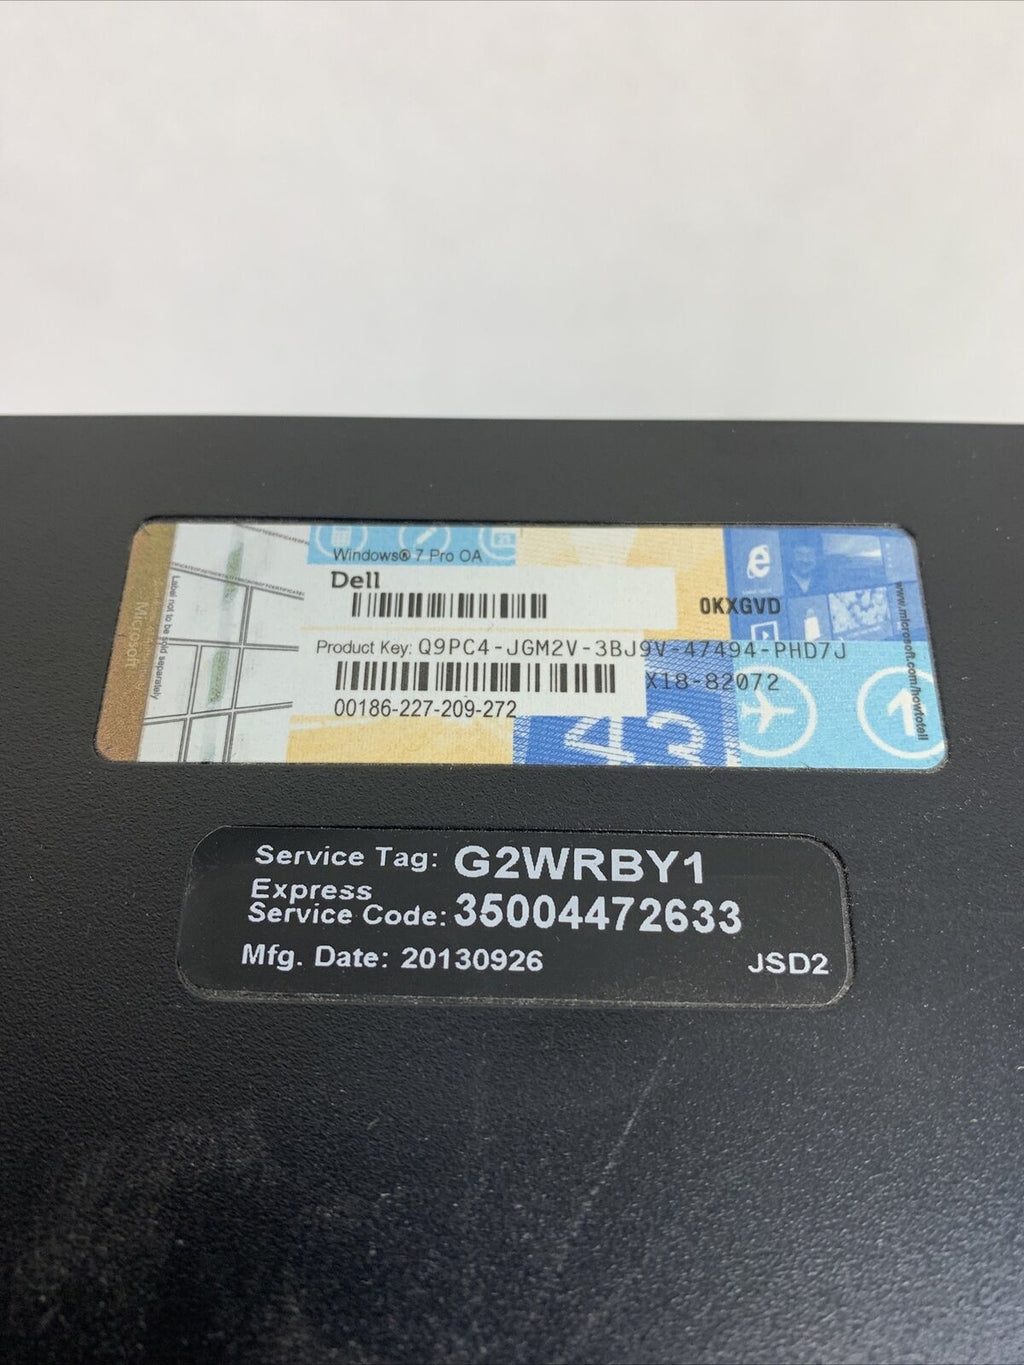 Windows® 7 Pro OA
Dell
0KXGVD
Product Key: Q9PC4-JGM2V-3BJ9V-47494-PHD7J
X18-82072
00186-227-209-272
Label not to be sold separately
Microsoft
www.microsoft.com/howtotell
Service Tag: G2WRBY1
Express
Service Code: 35004472633
Mfg. Date: 20130926
JSD2